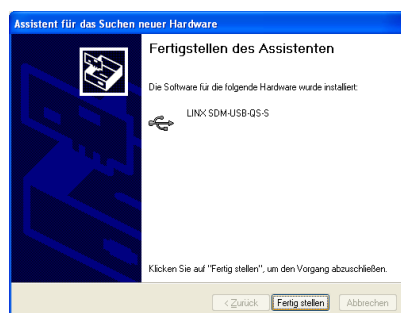 Assistent für das Suchen neuer Hardware
Fertigstellen des Assistenten
Die Software für die folgende Hardware wurde installiert:
LINX SDM-USB-QS-S
Klicken Sie auf "Fertig stellen", um den Vorgang abzuschließen.
< Zurück Fertig stellen Abbrechen